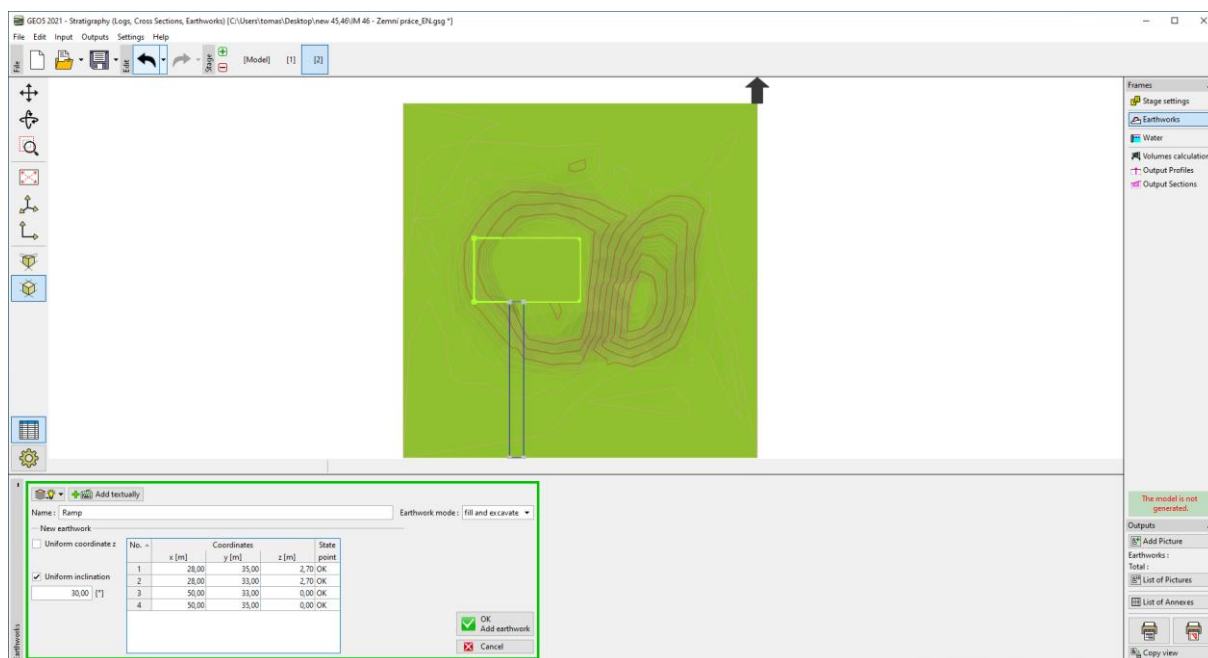 GEO5 2021 - Stratigraphy (Logs, Cross Sections, Earthworks) [C:\Users\tomas\Desktop\new 45,46\IM 46 - Zemní práce_EN.gsg *]
File Edit Input Outputs Settings Help
File
Edit
Stage
[Model] [1] [2]
Frames
Stage settings
Earthworks
Water
Volumes calculation
Output Profiles
Output Sections
Add textually
Name : Ramp
Earthwork mode : fill and excavate
New earthwork
Uniform coordinate z
Uniform inclination
30,00 [°]
No. Coordinates State
x [m] y [m] z [m] point
1 28,00 35,00 2,70 OK
2 28,00 33,00 2,70 OK
3 50,00 33,00 0,00 OK
4 50,00 35,00 0,00 OK
OK
Add earthwork
Cancel
Earthworks
The model is not
generated.
Outputs
Add Picture
Earthworks :
Total :
List of Pictures
List of Annexes
Copy view